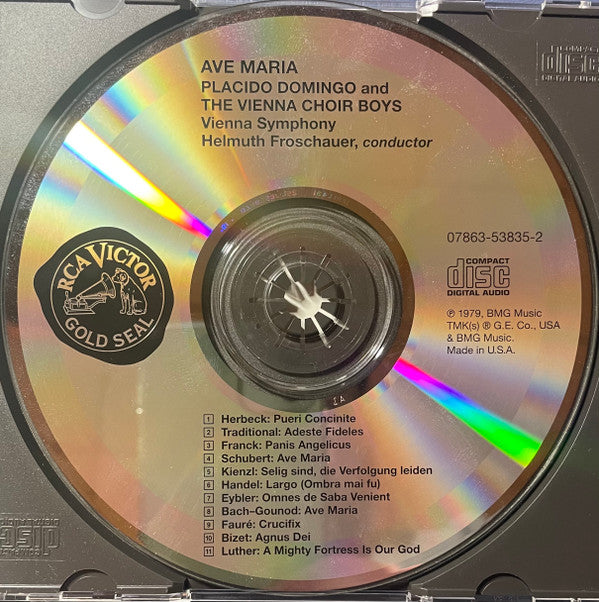 AVE MARIA
PLACIDO DOMINGO and
THE VIENNA CHOIR BOYS
Vienna Symphony
Helmuth Froschauer, conductor
COMPACT
disc
DIGITAL AUDIO
RCA VICTOR
GOLD SEAL
07863-53835-2
COMPACT
disc
DIGITAL AUDIO
℗ 1979, BMG Music
TMK(s) ® G.E. Co., USA
& BMG Music.
Made in U.S.A.
1A
1 Herbeck: Pueri Concinite
2 Traditional: Adeste Fideles
3 Franck: Panis Angelicus
4 Schubert: Ave Maria
5 Kienzl: Selig sind, die Verfolgung leiden
6 Handel: Largo (Ombra mai fu)
7 Eybler: Omnes de Saba Venient
8 Bach–Gounod: Ave Maria
9 Fauré: Crucifix
10 Bizet: Agnus Dei
11 Luther: A Mighty Fortress Is Our God